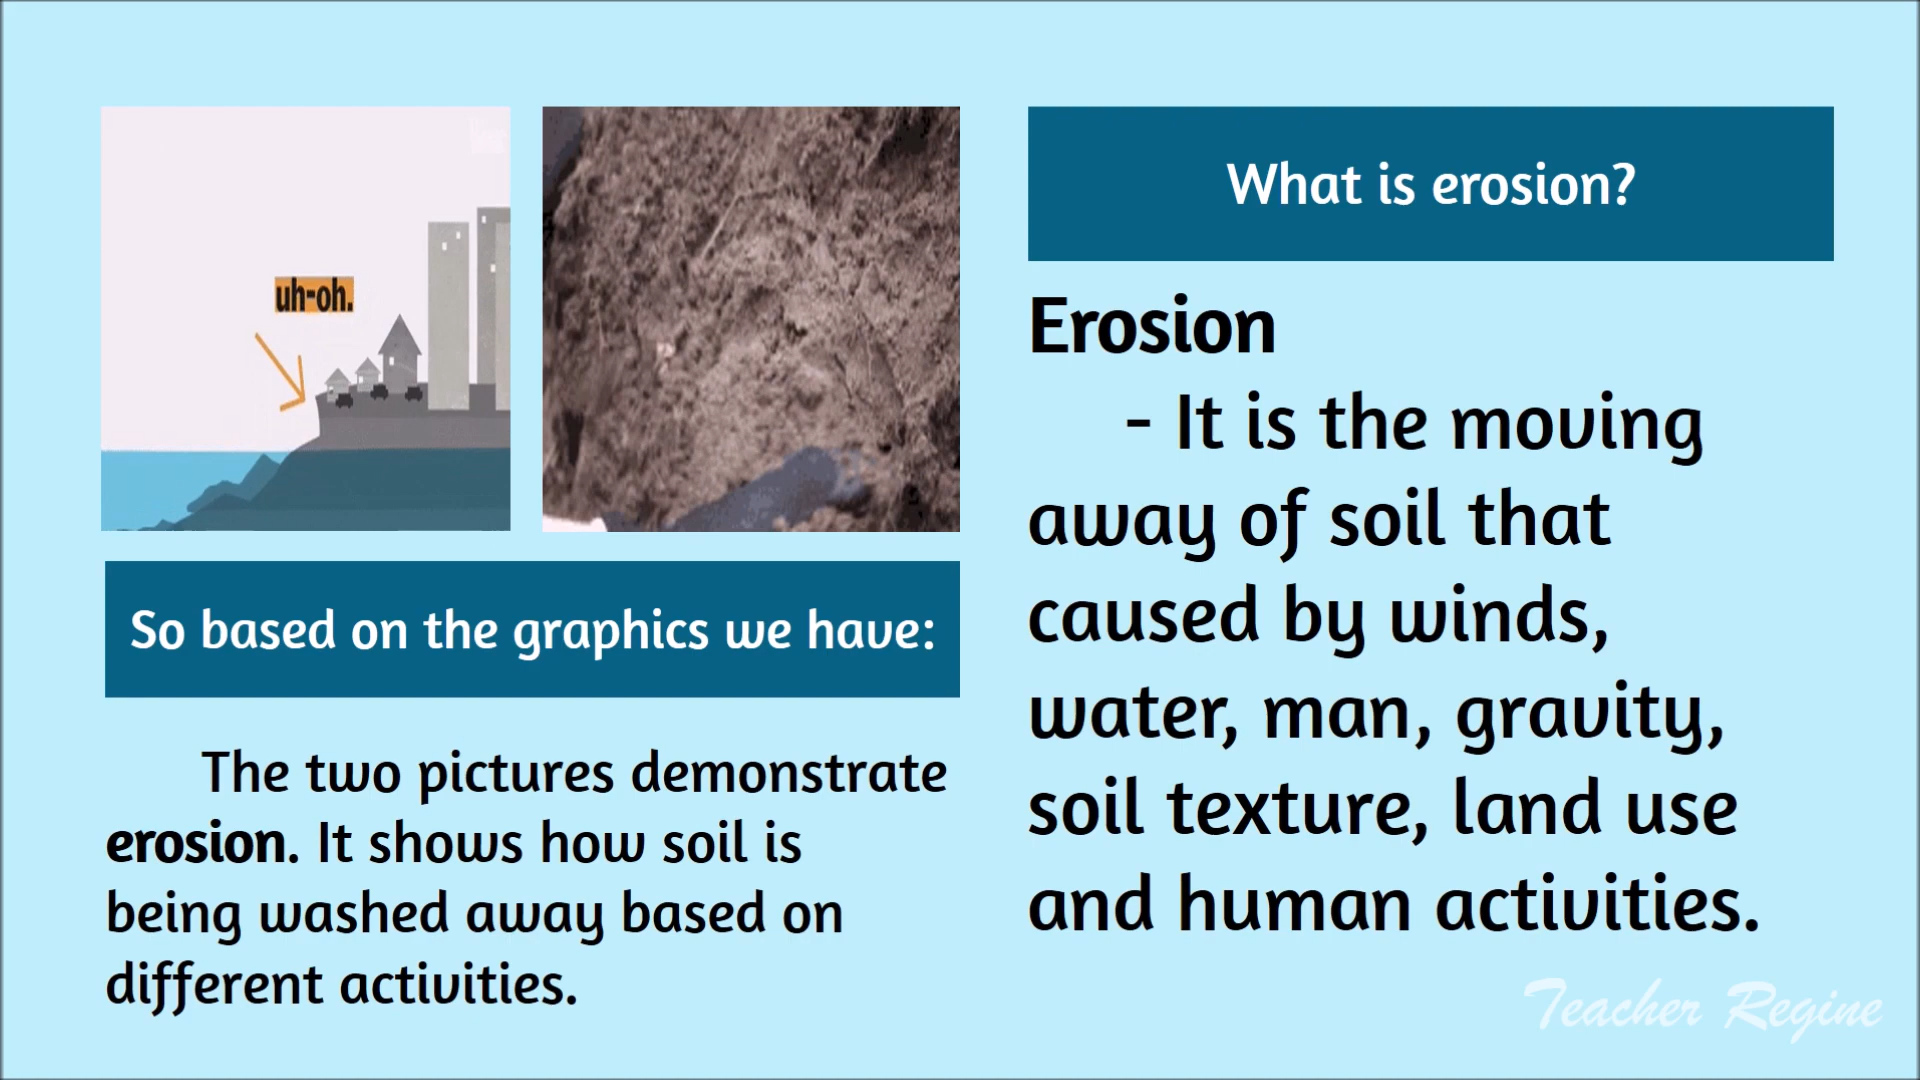 uh-oh.
So based on the graphics we have:
The two pictures demonstrate
erosion. It shows how soil is
being washed away based on
different activities.
What is erosion?
Erosion
- It is the moving
away of soil that
caused by winds,
water, man, gravity,
soil texture, land use
and human activities.
Teacher Regine